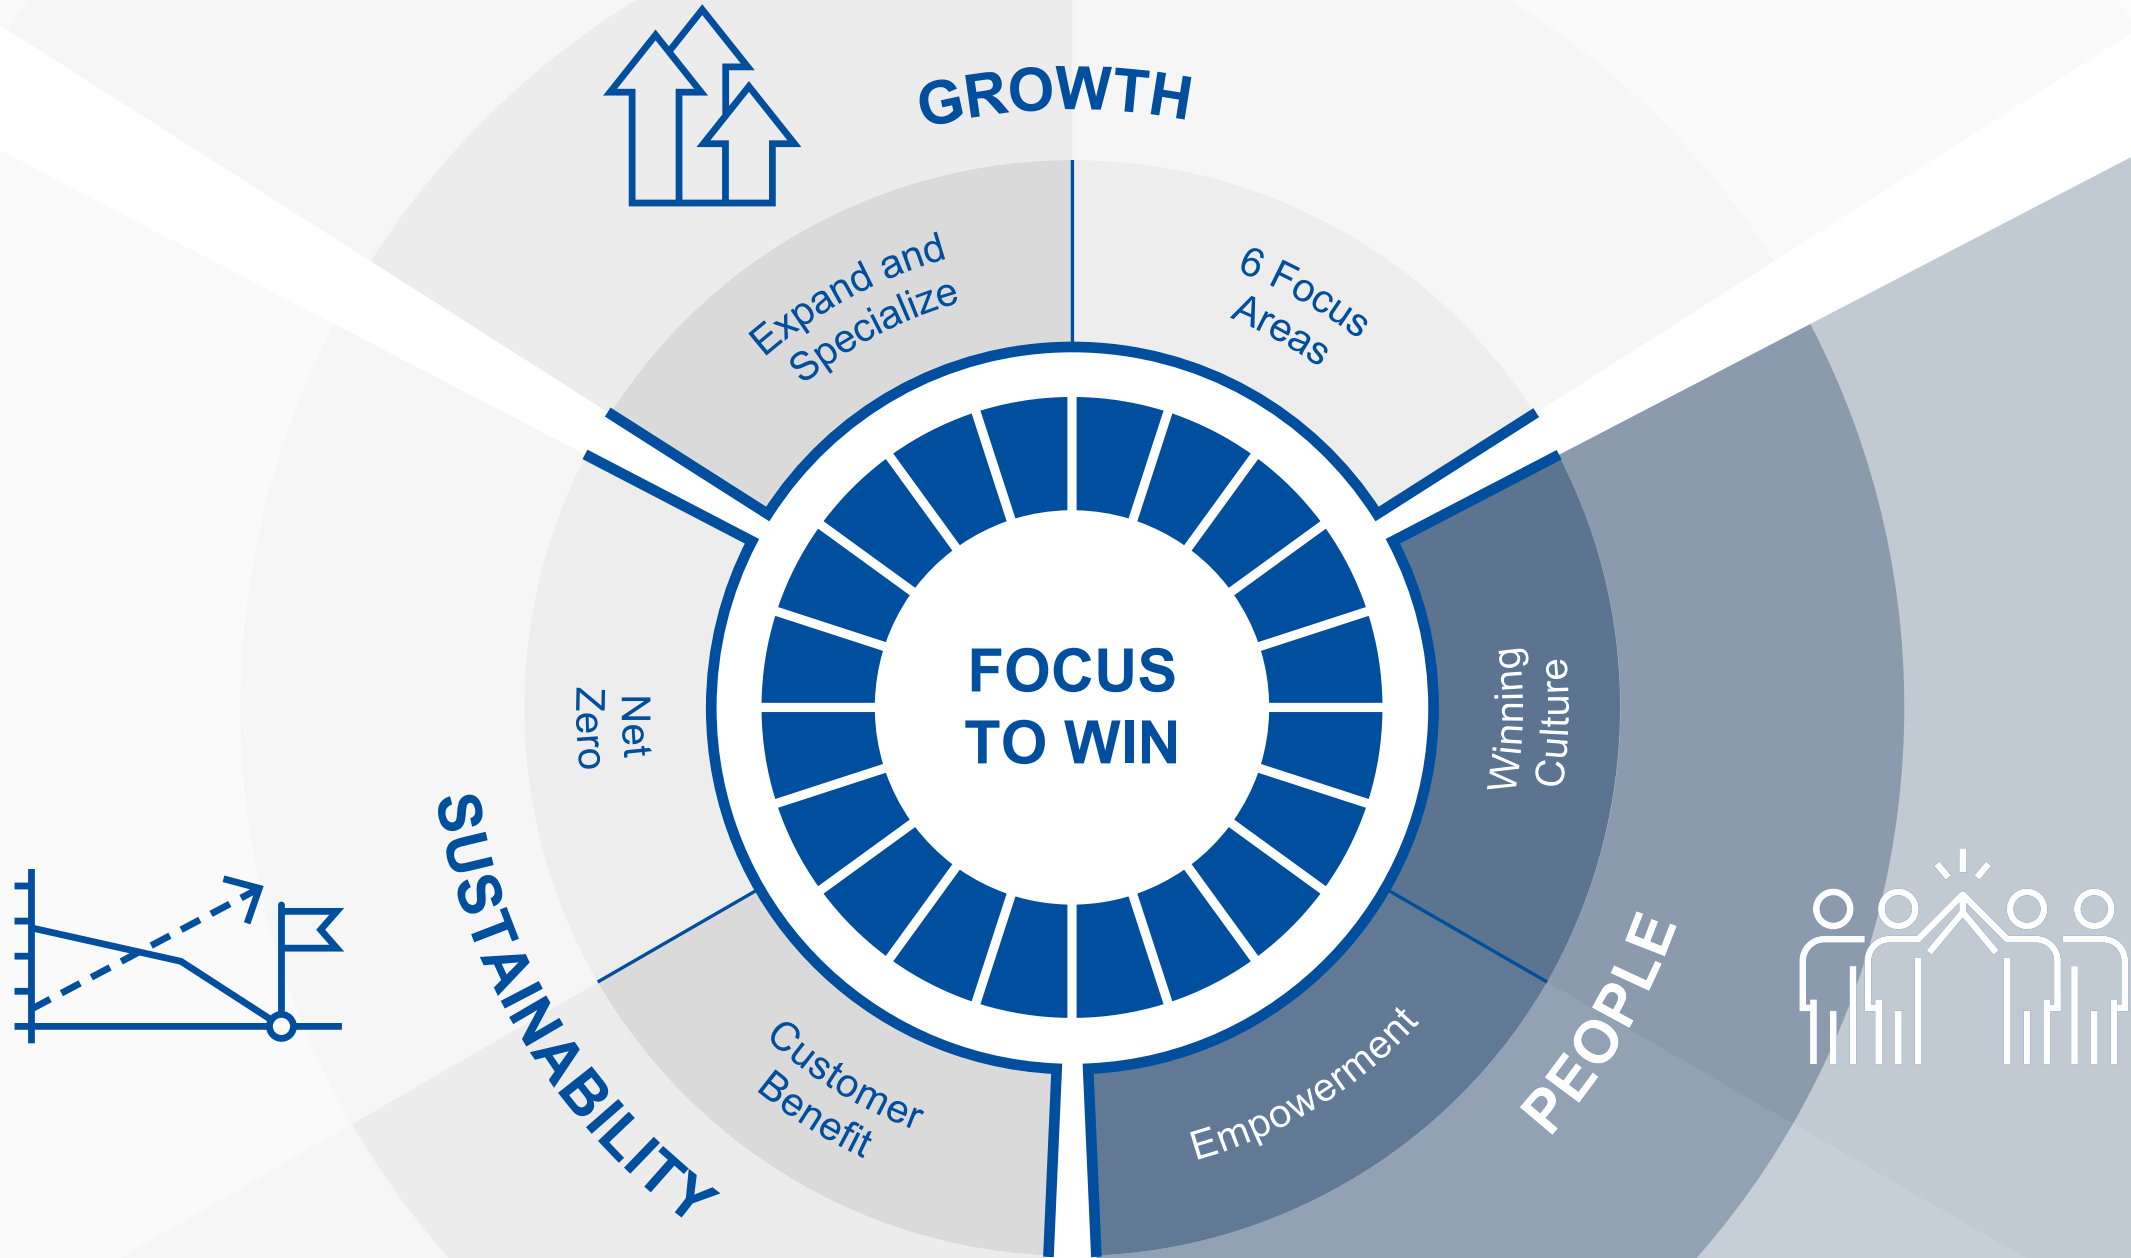 GROWTH
Expand and
Specialize
6 Focus
Areas
FOCUS
TO WIN
Net
Zero
Winning
Culture
SUSTAINABILITY
Customer
Benefit
Empowerment
PEOPLE